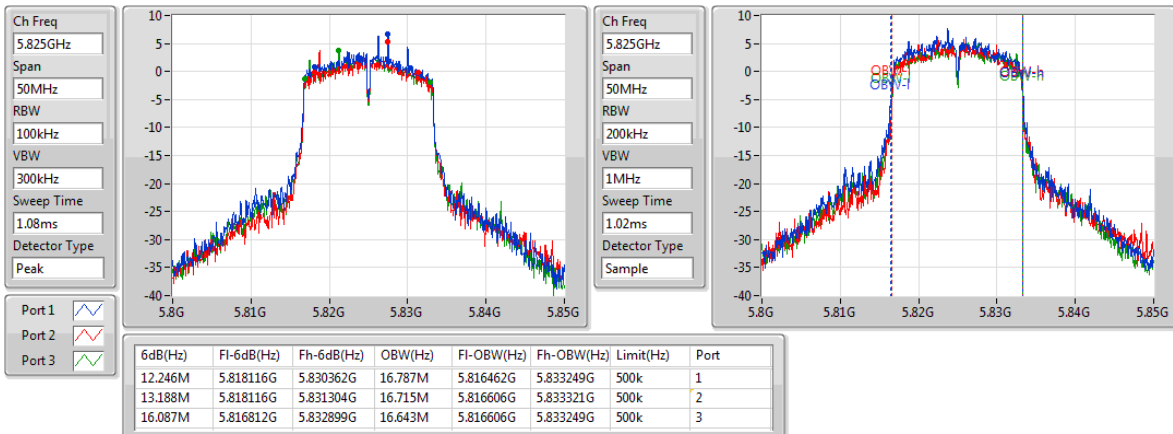 Ch Freq
5.825GHz
Span
50MHz
RBW
100kHz
VBW
300kHz
Sweep Time
1.08ms
Detector Type
Peak
Port 1
Port 2
Port 3
10
5
0
-5
-10
-15
-20
-25
-30
-35
-40
5.8G 5.81G 5.82G 5.83G 5.84G 5.85G
Ch Freq
5.825GHz
Span
50MHz
RBW
200kHz
VBW
1MHz
Sweep Time
1.02ms
Detector Type
Sample
10
5
0
-5
-10
-15
-20
-25
-30
-35
-40
OBW-l
OBW-h
5.8G 5.81G 5.82G 5.83G 5.84G 5.85G
6dB(Hz) Fl-6dB(Hz) Fh-6dB(Hz) OBW(Hz) Fl-OBW(Hz) Fh-OBW(Hz) Limit(Hz) Port
12.246M 5.818116G 5.830362G 16.787M 5.816462G 5.833249G 500k 1
13.188M 5.818116G 5.831304G 16.715M 5.816606G 5.833321G 500k 2
16.087M 5.816812G 5.832899G 16.643M 5.816606G 5.833249G 500k 3